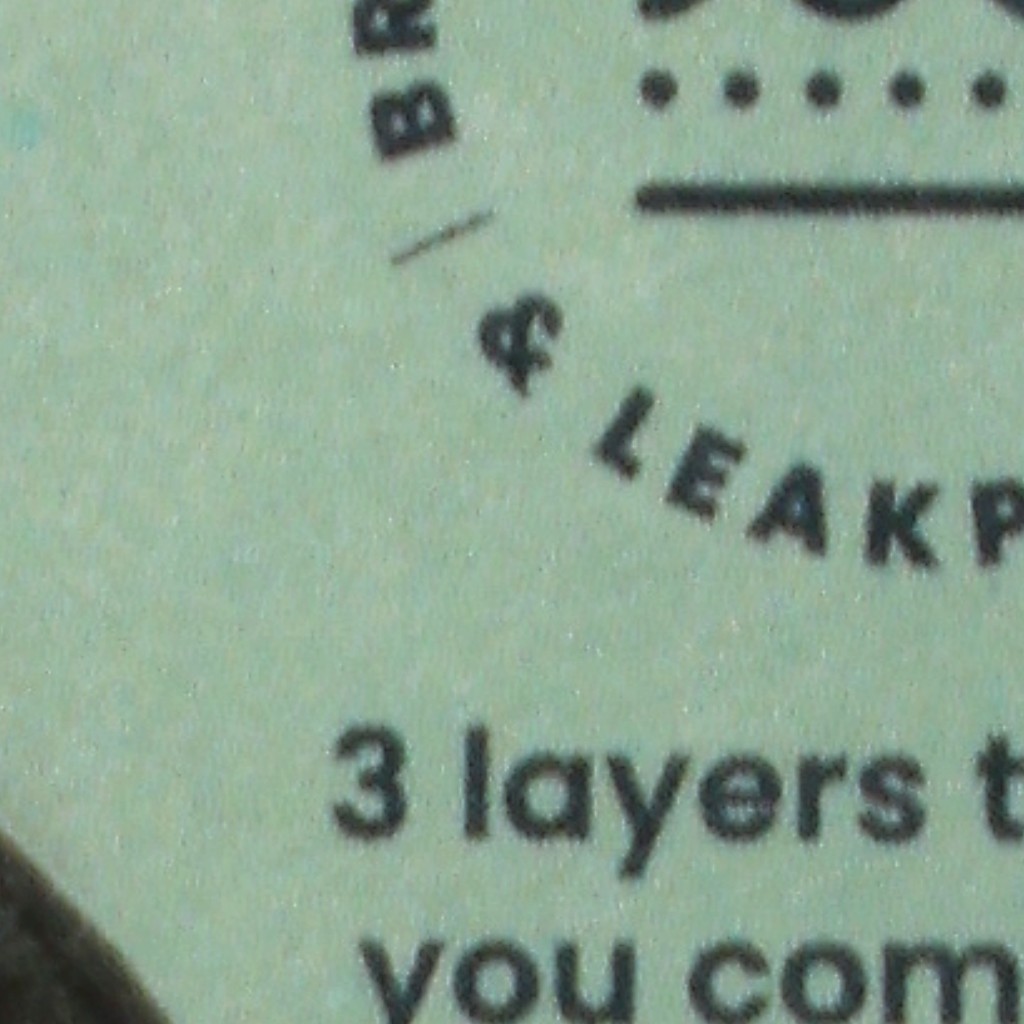 BR
& LEAKP
3 layers t
you com